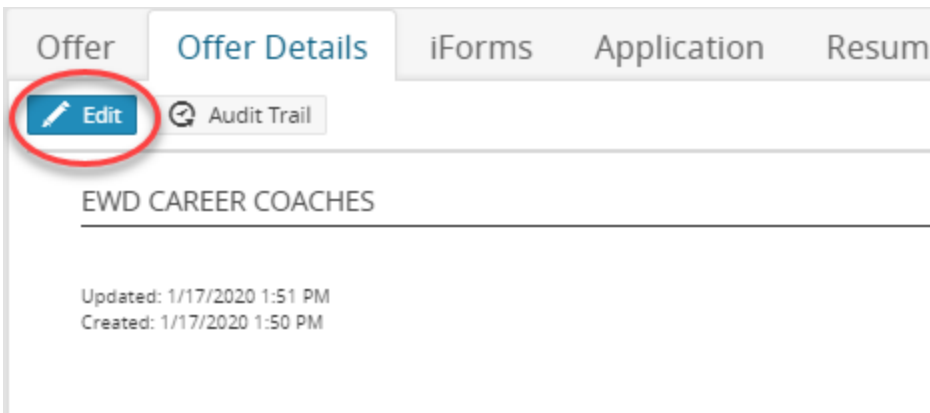 Offer Offer Details iForms Application Resum
Edit Audit Trail
EWD CAREER COACHES
Updated: 1/17/2020 1:51 PM
Created: 1/17/2020 1:50 PM